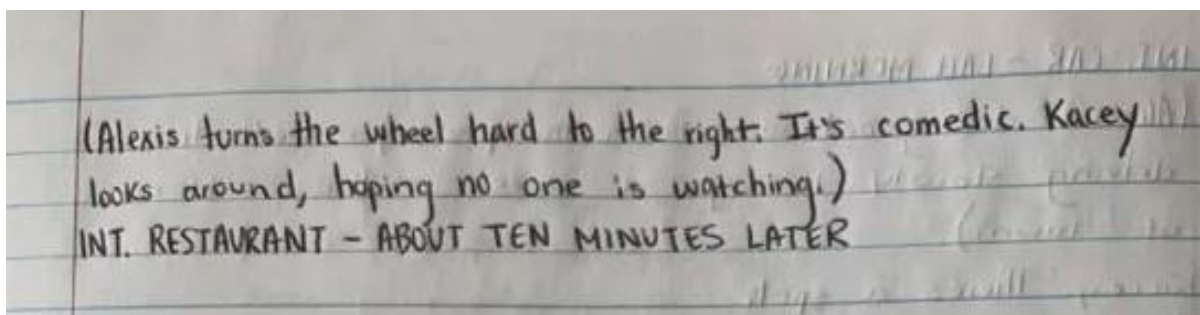 (Alexis turns the wheel hard to the right. It's comedic. Kacey
looks around, hoping no one is watching.)
INT. RESTAURANT – ABOUT TEN MINUTES LATER